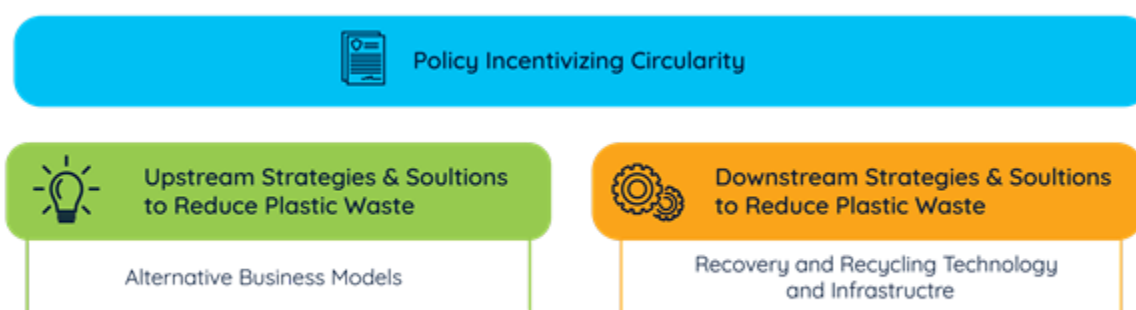 Policy Incentivizing Circularity
Upstream Strategies & Soultions
to Reduce Plastic Waste
Downstream Strategies & Soultions
to Reduce Plastic Waste
Alternative Business Models
Recovery and Recycling Technology
and Infrastructre